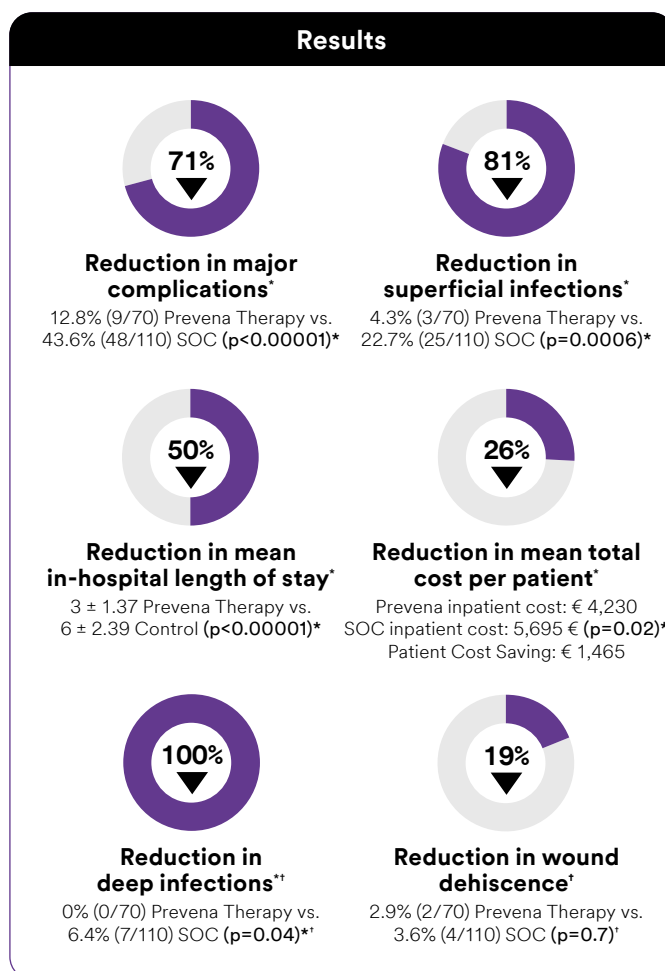 Results
71%
Reduction in major
complications*
12.8% (9/70) Prevena Therapy vs.
43.6% (48/110) SOC (p<0.00001)*
81%
Reduction in
superficial infections*
4.3% (3/70) Prevena Therapy vs.
22.7% (25/110) SOC (p=0.0006)*
50%
Reduction in mean
in-hospital length of stay*
3 ± 1.37 Prevena Therapy vs.
6 ± 2.39 Control (p<0.00001)*
26%
Reduction in mean total
cost per patient*
Prevena inpatient cost: € 4,230
SOC inpatient cost: 5,695 € (p=0.02)*
Patient Cost Saving: € 1,465
100%
Reduction in
deep infections*†
0% (0/70) Prevena Therapy vs.
6.4% (7/110) SOC (p=0.04)*†
19%
Reduction in wound
dehiscence†
2.9% (2/70) Prevena Therapy vs.
3.6% (4/110) SOC (p=0.7)†